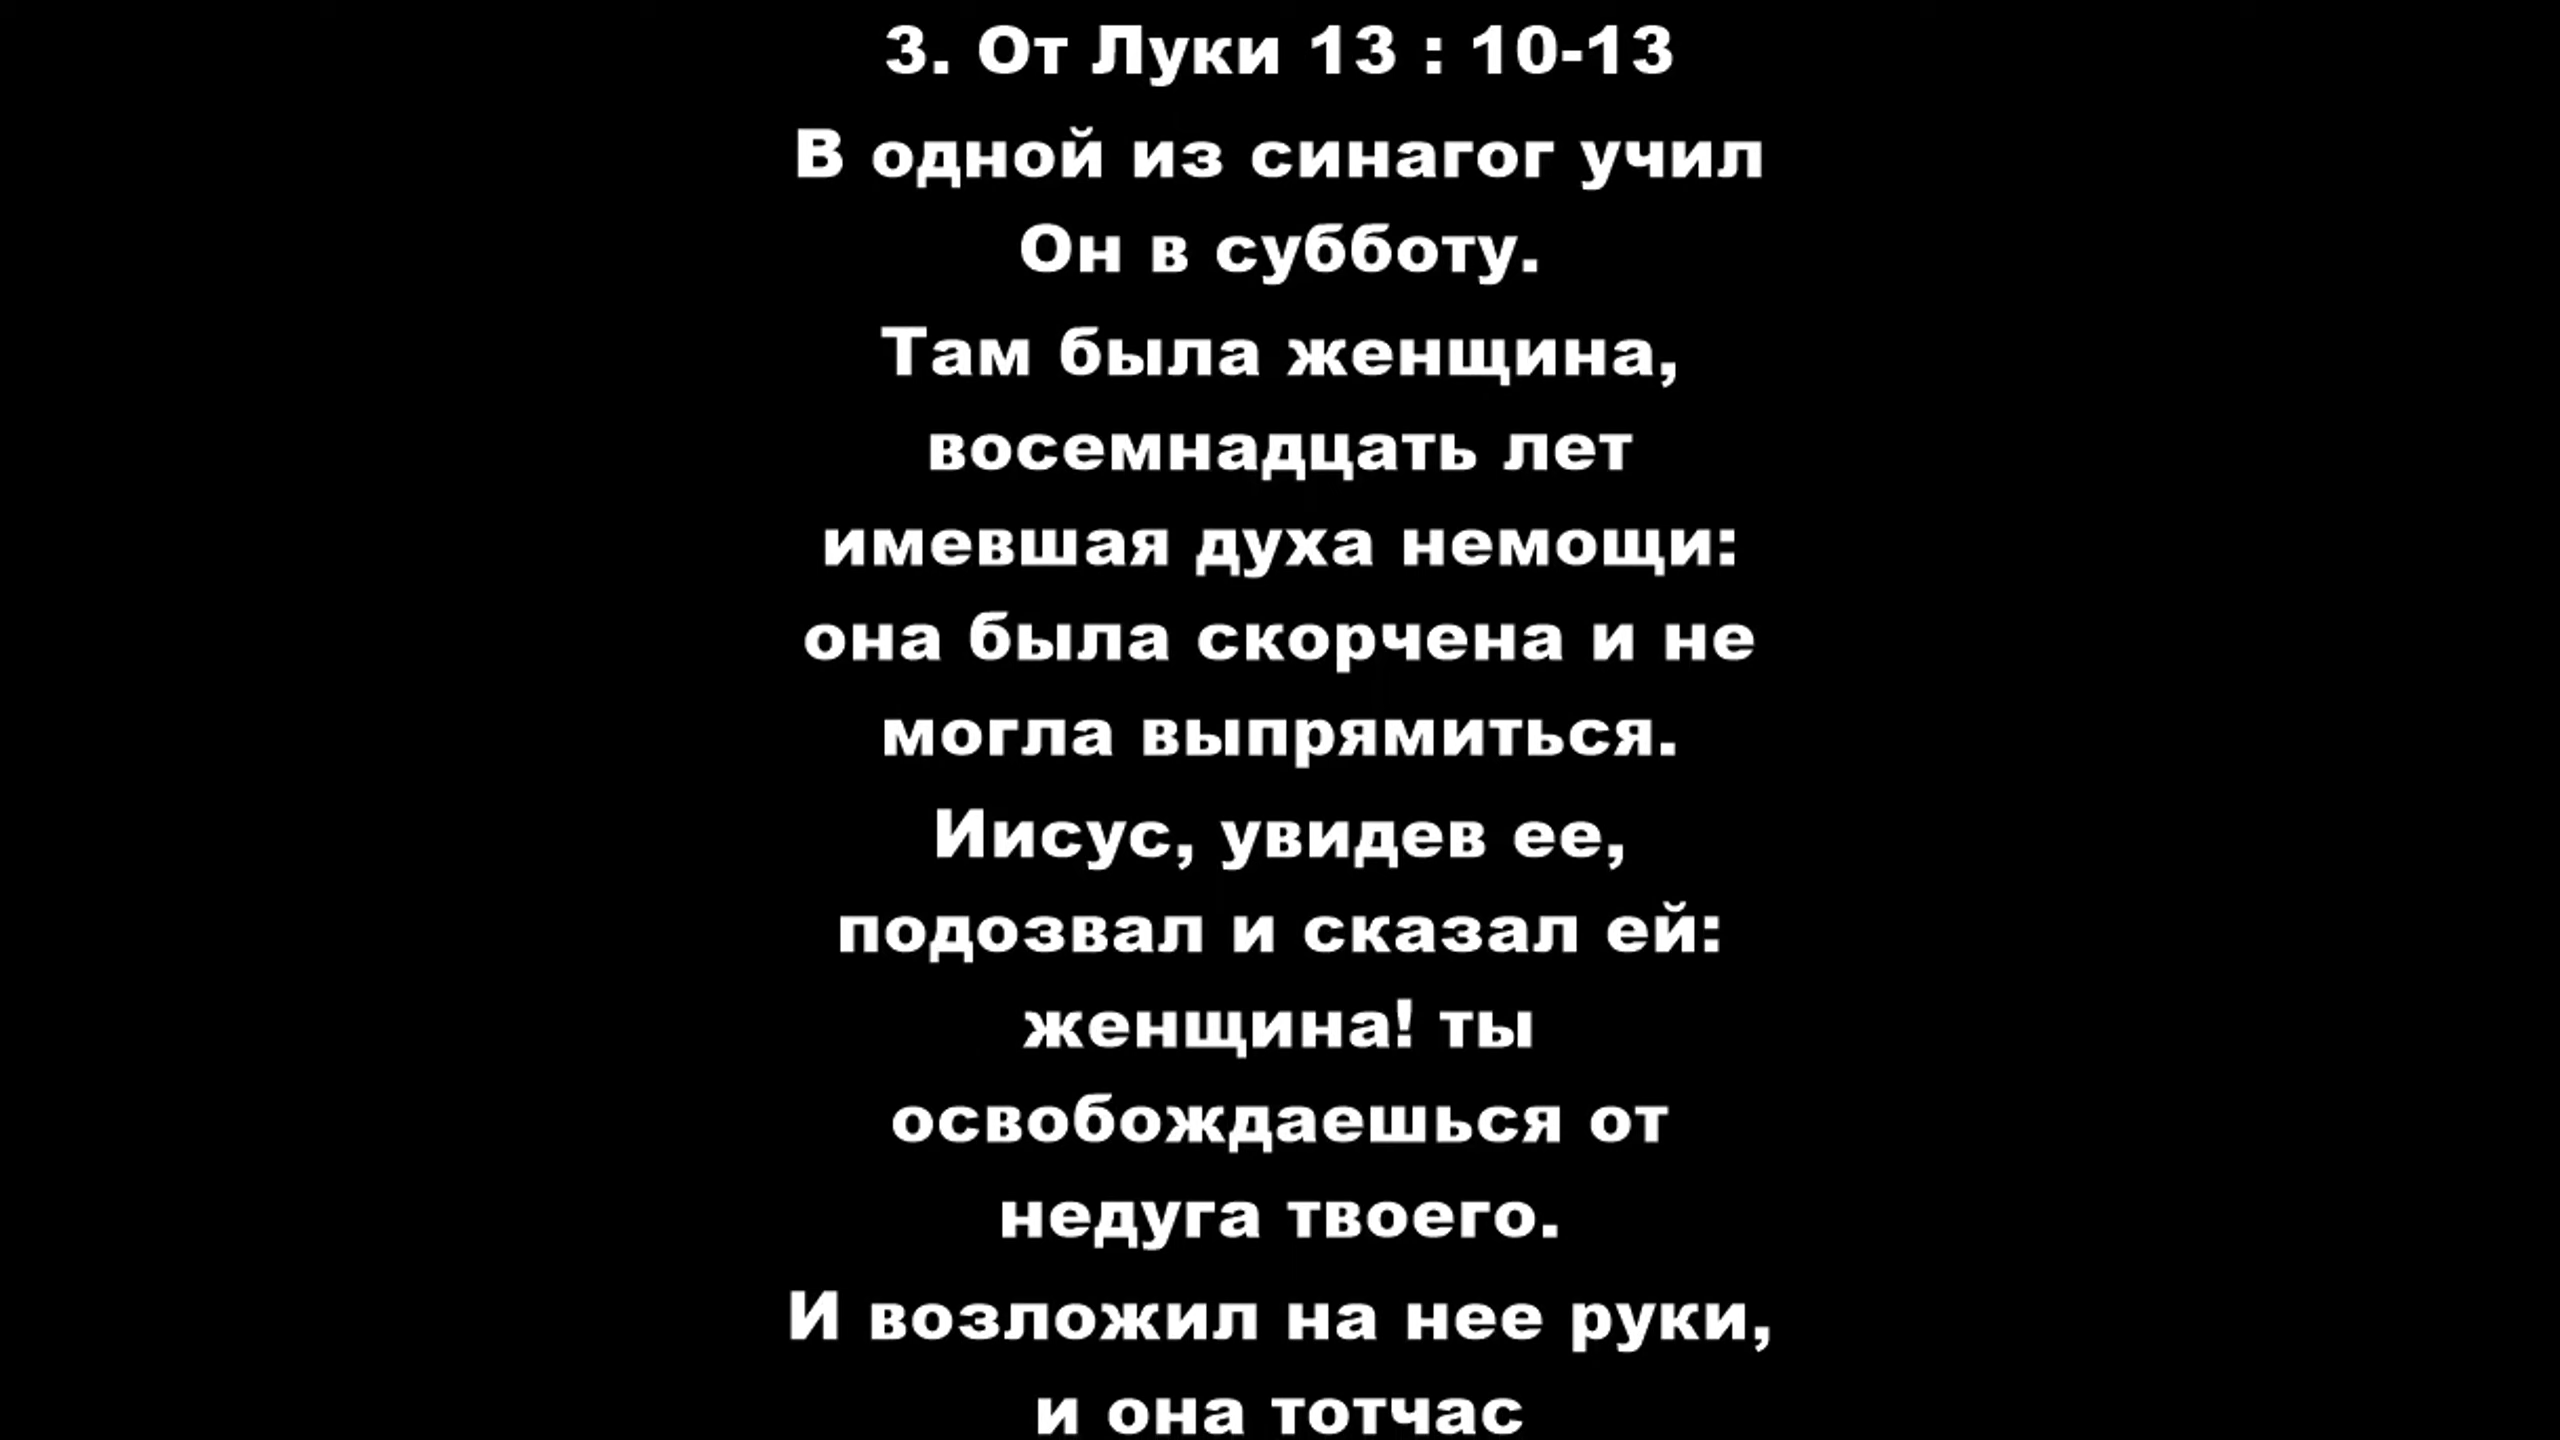 3. От Луки 13 : 10-13
В одной из синагог учил
Он в субботу.
Там была женщина,
восемнадцать лет
имевшая духа немощи:
она была скорчена и не
могла выпрямиться.
Иисус, увидев ее,
подозвал и сказал ей:
женщина! ты
освобождаешься от
недуга твоего.
И возложил на нее руки,
и она тотчас